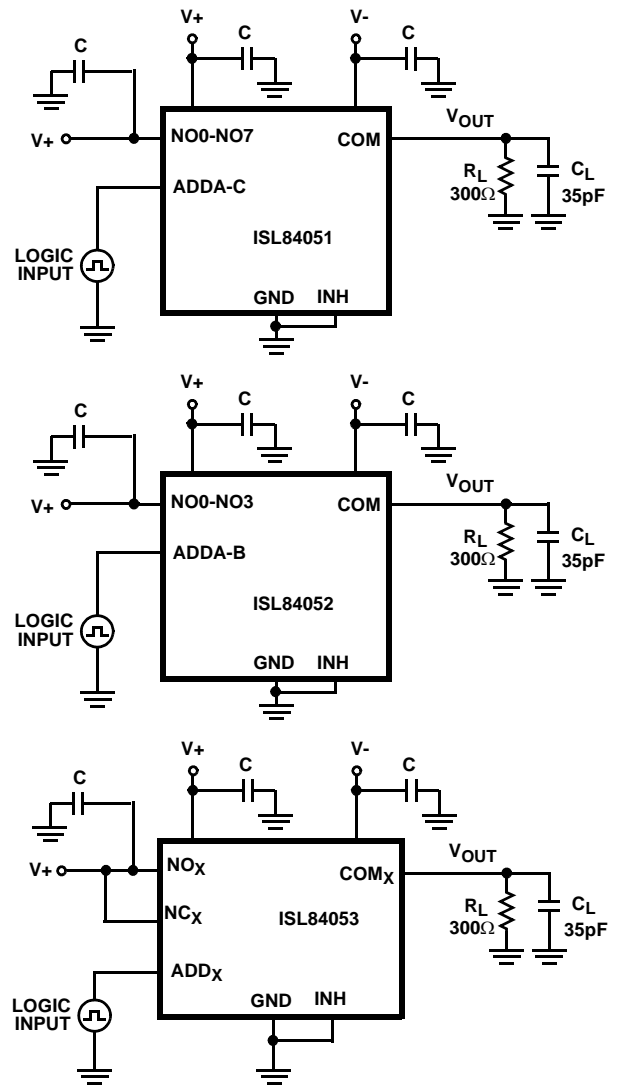 V+ V-
C C C
V+ NO0-NO7 COM VOUT
ADDA-C RL 300Ω CL 35pF
LOGIC INPUT ISL84051
GND INH
V+ V-
C C C
V+ NO0-NO3 COM VOUT
ADDA-B RL 300Ω CL 35pF
LOGIC INPUT ISL84052
GND INH
V+ V-
C C C
V+ NOX COMX VOUT
NCX ISL84053 RL 300Ω CL 35pF
ADDX
LOGIC INPUT
GND INH